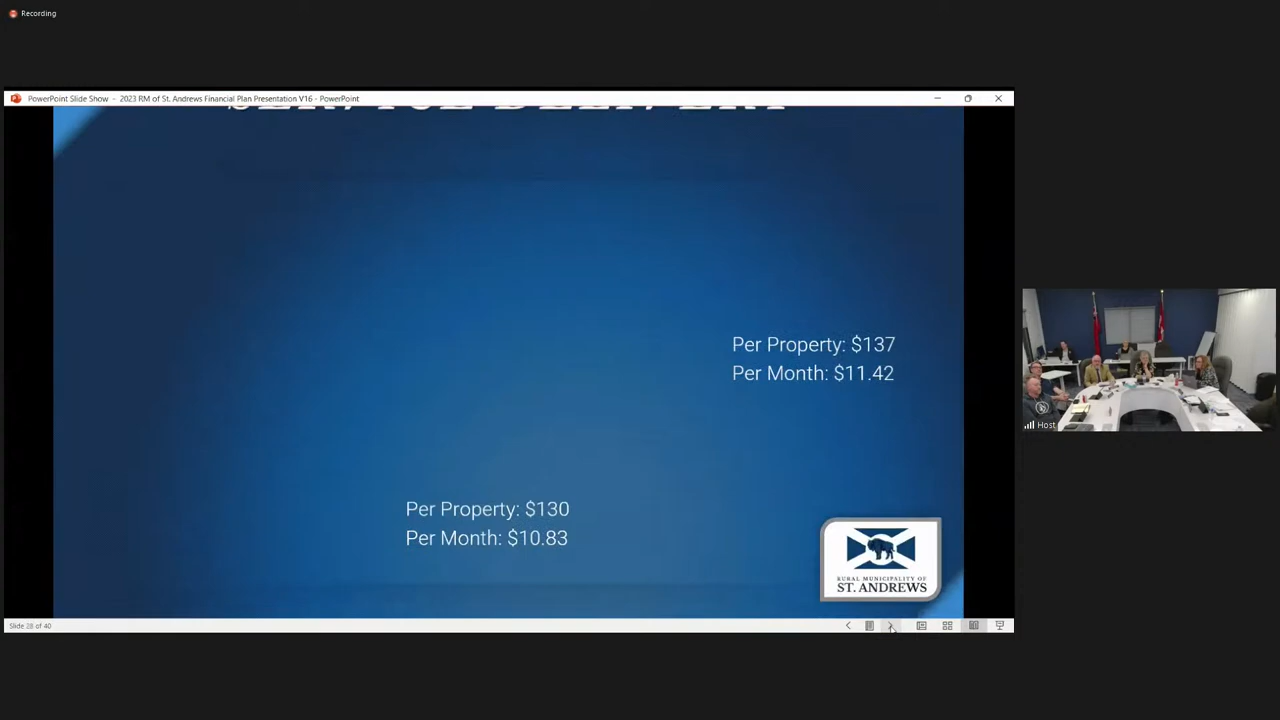 Recording
PowerPoint Slide Show - 2023 RM of St. Andrews Financial Plan Presentation V16 - PowerPoint
SERVICE DELIVERY
Per Property: $137
Per Month: $11.42
Per Property: $130
Per Month: $10.83
RURAL MUNICIPALITY OF
ST. ANDREWS
Host
Slide 28 of 40